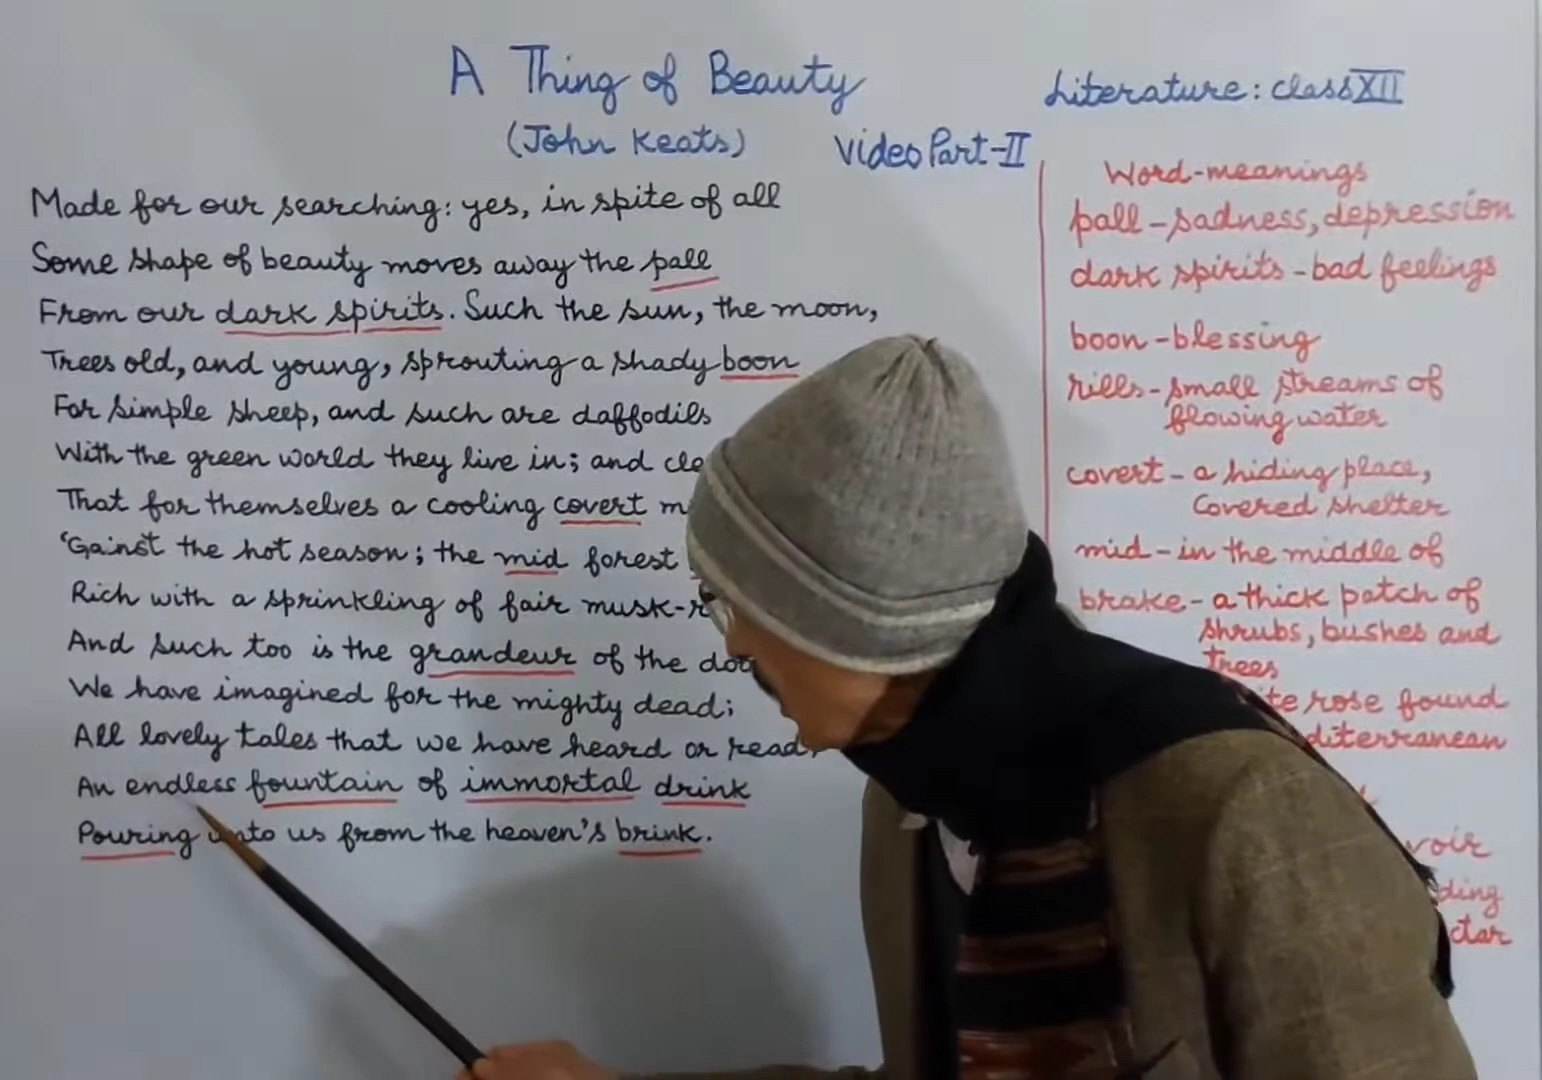 A Thing of Beauty
(John Keats)
Video Part-II
Literature: class XII
Made for our searching: yes, in spite of all
Some shape of beauty moves away the pall
From our dark spirits. Such the sun, the moon,
Trees old, and young, sprouting a shady boon
For simple sheep, and such are daffodils
With the green world they live in; and
That for themselves a cooling covert
'Gainst the hot season; the mid forest
Rich with a sprinkling of fair
And such too is the grandeur of the
We have imagined for the mighty dead;
All lovely tales that we have heard or read,
An endless fountain of immortal drink
Pouring unto us from the heaven's brink.
Word-meanings
pall - sadness, depression
dark spirits - bad feelings
boon - blessing
rills - small streams of
flowing water
covert - a hiding place,
Covered shelter
mid - in the middle of
brake - a thick patch of
shrubs, bushes and
trees
rose found